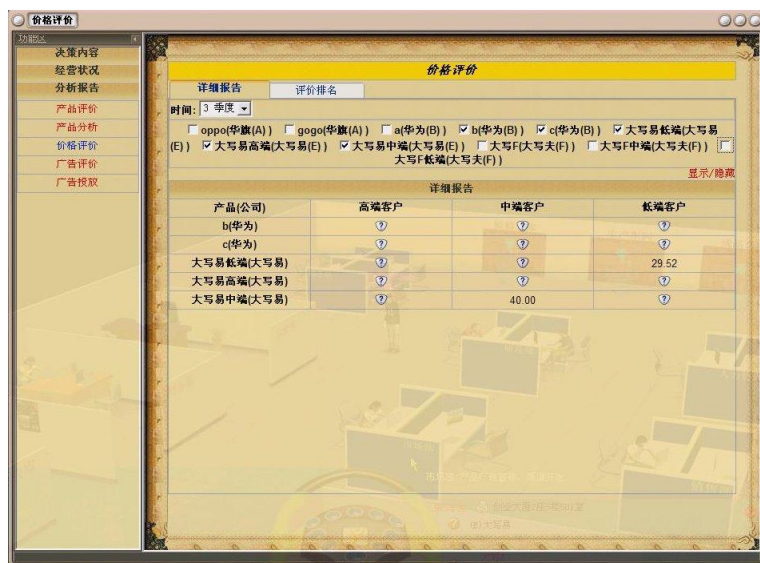 价格评价
功能区
决策内容
经营状况
分析报告
产品评价
产品分析
价格评价
广告评价
广告投放
价格评价
详细报告 评价排名
时间: 3 季度
oppo(华旗(A)) gogo(华旗(A)) a(华为(B)) b(华为(B)) c(华为(B)) 大写易低端(大写易
(E)) 大写易高端(大写易(E)) 大写易中端(大写易(E)) 大写F(大写夫(F)) 大写F中端(大写夫(F))
大写F低端(大写夫(F))
显示/隐藏
详细报告
产品(公司) 高端客户 中端客户 低端客户
b(华为) ? ? ?
c(华为) ? ? ?
大写易低端(大写易) ? ? 29.52
大写易高端(大写易) ? ? ?
大写易中端(大写易) ? 40.00 ?